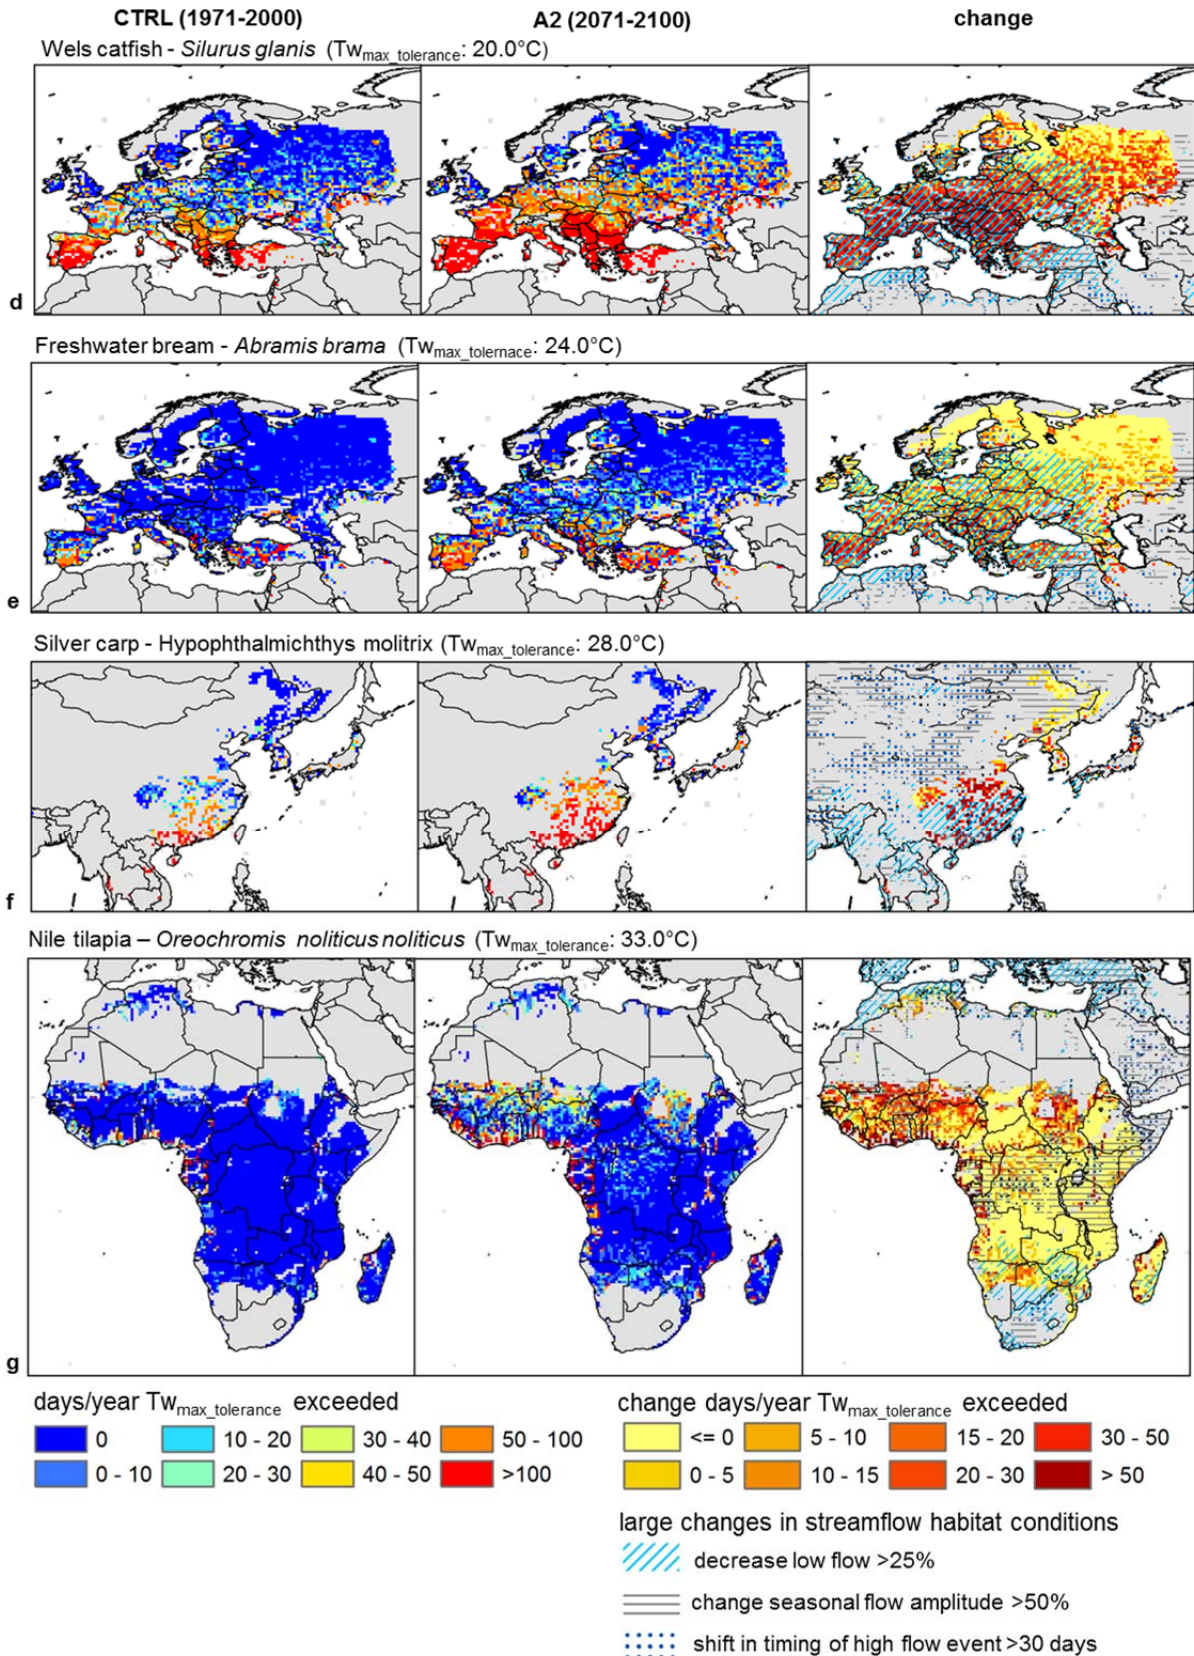 CTRL (1971-2000) A2 (2071-2100) change
Wels catfish - Silurus glanis (Twmax_tolerance: 20.0°C)
d
Freshwater bream - Abramis brama (Twmax_tolernace: 24.0°C)
e
Silver carp - Hypophthalmichthys molitrix (Twmax_tolerance: 28.0°C)
f
Nile tilapia – Oreochromis noliticus noliticus (Twmax_tolerance: 33.0°C)
g
days/year Twmax_tolerance exceeded
0 10 - 20 30 - 40 50 - 100
0 - 10 20 - 30 40 - 50 >100
change days/year Twmax_tolerance exceeded
<= 0 5 - 10 15 - 20 30 - 50
0 - 5 10 - 15 20 - 30 > 50
large changes in streamflow habitat conditions
decrease low flow >25%
change seasonal flow amplitude >50%
shift in timing of high flow event >30 days